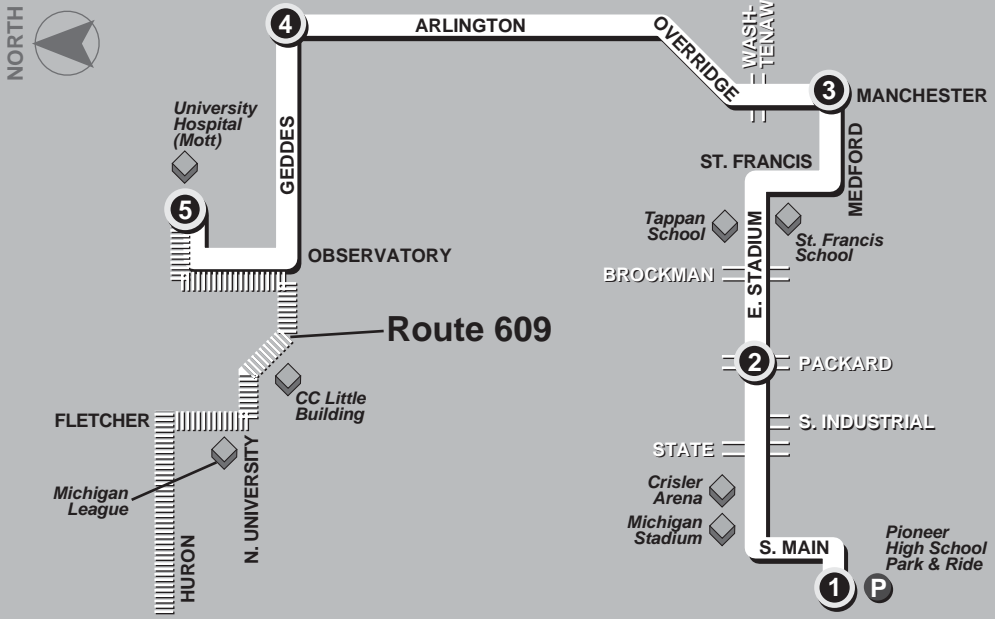 NORTH
4
ARLINGTON
OVERRIDGE
WASH-
TENAW
3
MANCHESTER
University
Hospital
(Mott)
GEDDES
ST. FRANCIS
MEDFORD
5
Tappan
School
St. Francis
School
OBSERVATORY
BROCKMAN
E. STADIUM
Route 609
2
PACKARD
CC Little
Building
FLETCHER
S. INDUSTRIAL
STATE
N. UNIVERSITY
Michigan
League
Crisler
Arena
Michigan
Stadium
HURON
S. MAIN
Pioneer
High School
Park & Ride
1
P